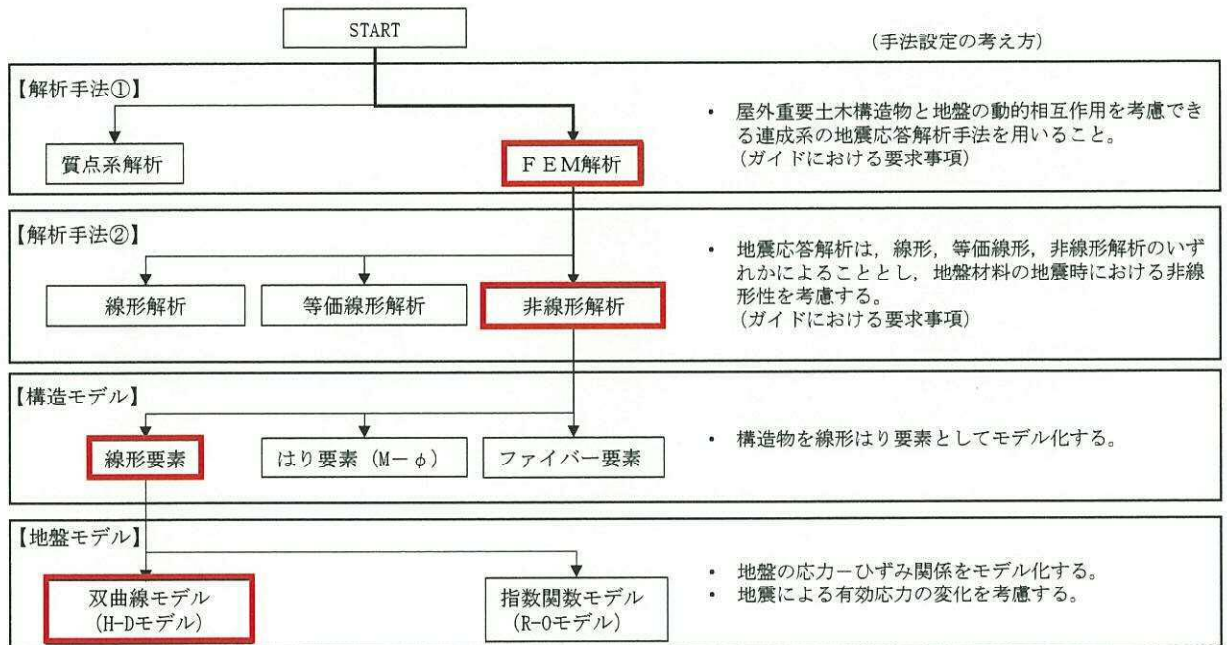 START
(手法設定の考え方)
【解析手法①】
質点系解析
FEM解析
・ 屋外重要土木構造物と地盤の動的相互作用を考慮でき
る連成系の地震応答解析手法を用いること。
(ガイドにおける要求事項)
【解析手法②】
線形解析
等価線形解析
非線形解析
・ 地震応答解析は,線形,等価線形,非線形解析のいず
れかによることとし,地盤材料の地震時における非線
形性を考慮する。
(ガイドにおける要求事項)
【構造モデル】
線形要素
はり要素 (M-φ)
ファイバー要素
・ 構造物を線形はり要素としてモデル化する。
【地盤モデル】
双曲線モデル
(H-Dモデル)
指数関数モデル
(R-Oモデル)
・ 地盤の応力-ひずみ関係をモデル化する。
・ 地震による有効応力の変化を考慮する。